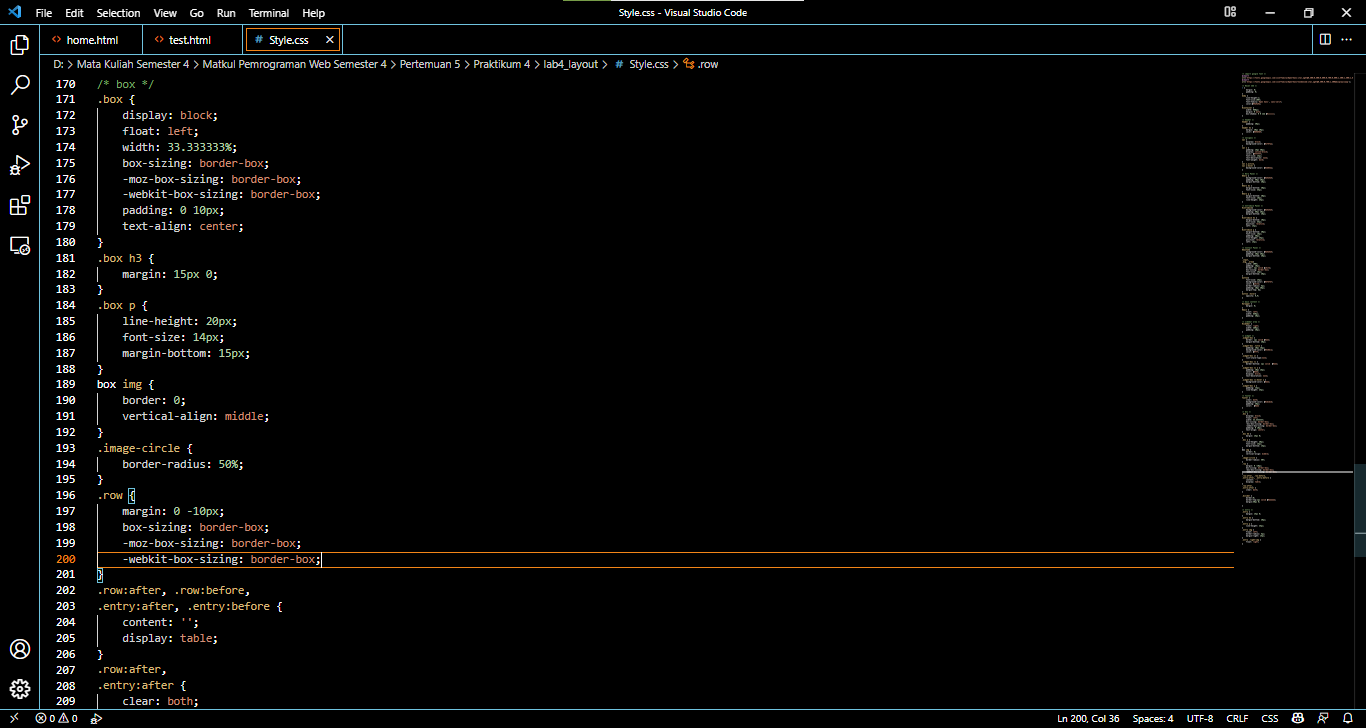 File Edit Selection View Go Run Terminal Help
Style.css - Visual Studio Code
home.html test.html # Style.css
D: > Mata Kuliah Semester 4 > Matkul Pemrograman Web Semester 4 > Pertemuan 5 > Praktikum 4 > lab4_layout > # Style.css > .row
170 /* box */
171 .box {
172 display: block;
173 float: left;
174 width: 33.333333%;
175 box-sizing: border-box;
176 -moz-box-sizing: border-box;
177 -webkit-box-sizing: border-box;
178 padding: 0 10px;
179 text-align: center;
180 }
181 .box h3 {
182 margin: 15px 0;
183 }
184 .box p {
185 line-height: 20px;
186 font-size: 14px;
187 margin-bottom: 15px;
188 }
189 box img {
190 border: 0;
191 vertical-align: middle;
192 }
193 .image-circle {
194 border-radius: 50%;
195 }
196 .row {
197 margin: 0 -10px;
198 box-sizing: border-box;
199 -moz-box-sizing: border-box;
200 -webkit-box-sizing: border-box;
201 }
202 .row:after, .row:before,
203 .entry:after, .entry:before {
204 content: '';
205 display: table;
206 }
207 .row:after,
208 .entry:after {
209 clear: both;
0 0
Ln 200, Col 36 Spaces: 4 UTF-8 CRLF CSS